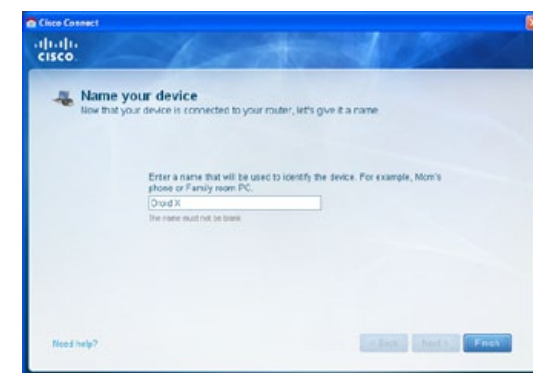 Cisco Connect
CISCO
Name your device
Now that your device is connected to your router, let's give it a name
Enter a name that will be used to identify the device. For example, Mom's
phone or Family room PC.
Droid X
The name must not be blank
Need help?
< Back
Next >
Finish